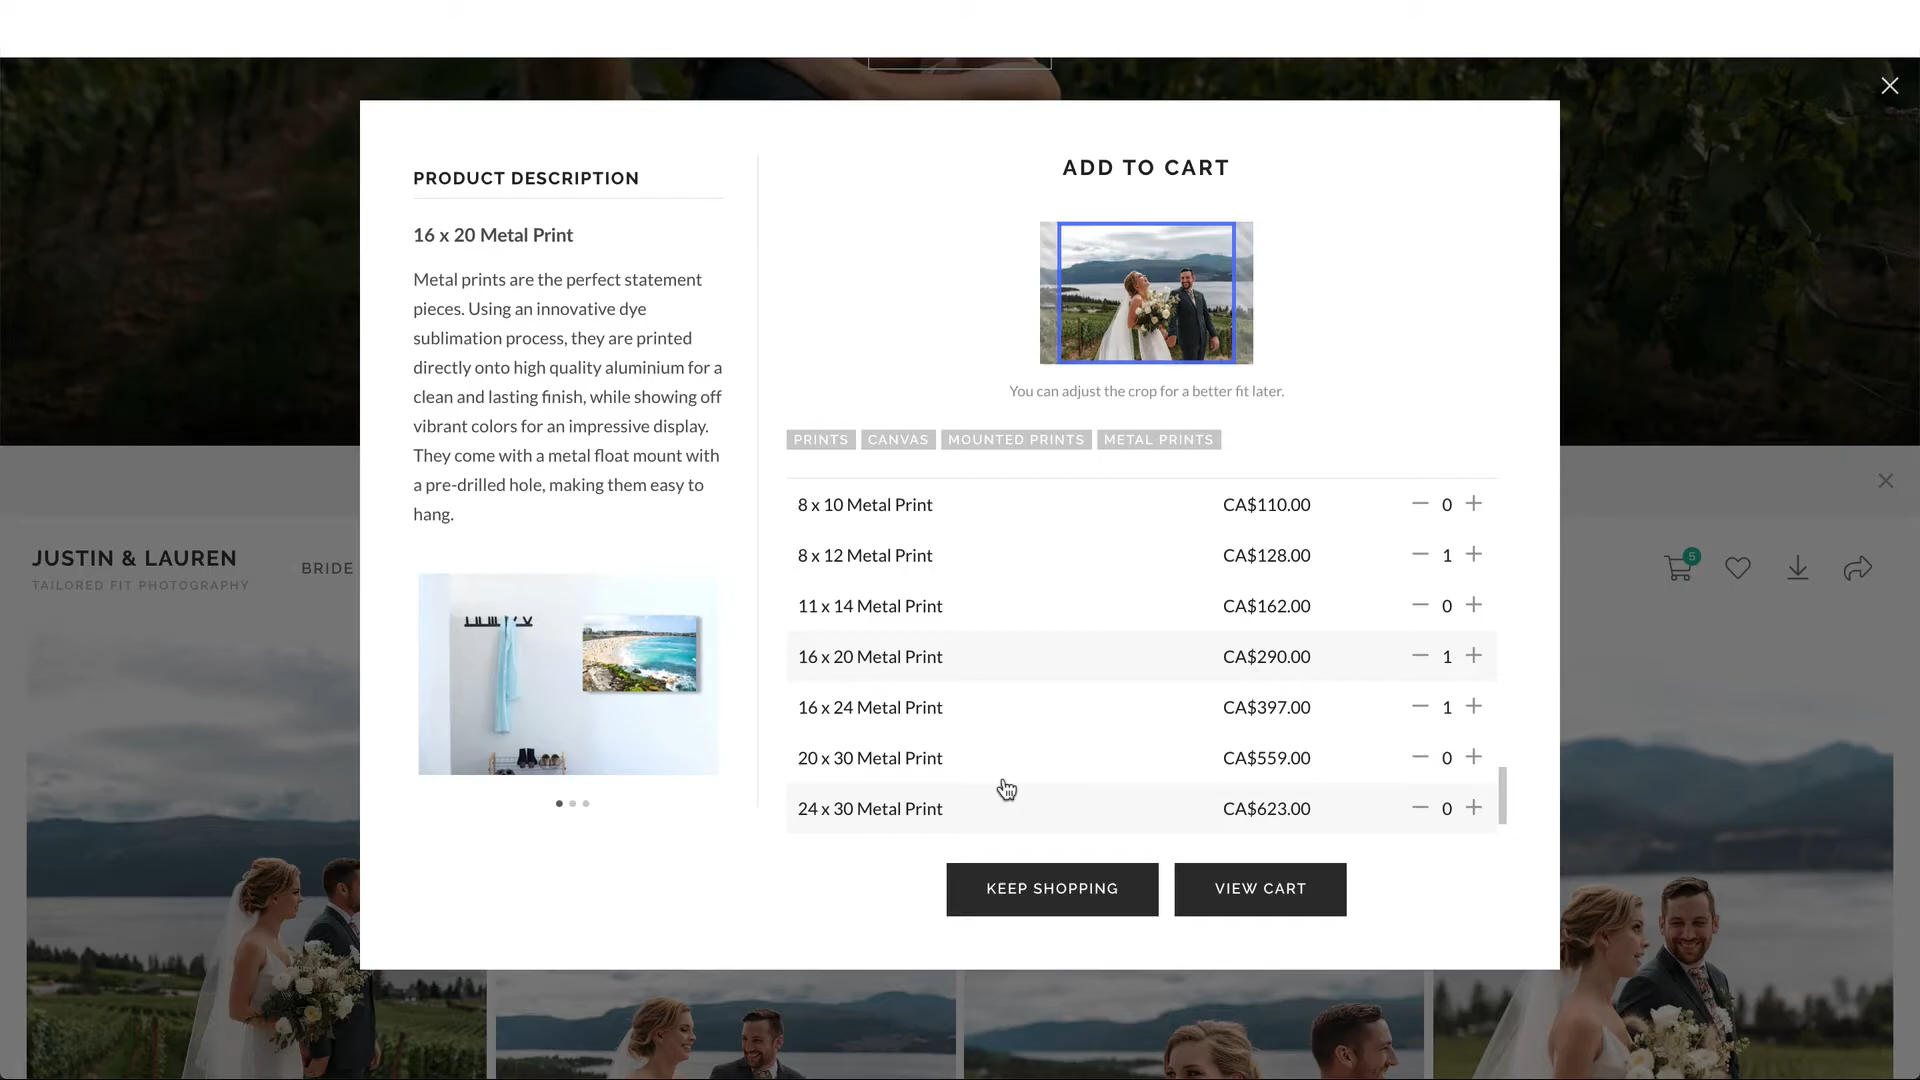 PRODUCT DESCRIPTION
16 x 20 Metal Print
Metal prints are the perfect statement
pieces. Using an innovative dye
sublimation process, they are printed
directly onto high quality aluminium for a
clean and lasting finish, while showing off
vibrant colors for an impressive display.
They come with a metal float mount with
a pre-drilled hole, making them easy to
hang.
ADD TO CART
You can adjust the crop for a better fit later.
PRINTS CANVAS MOUNTED PRINTS METAL PRINTS
8 x 10 Metal Print CA$110.00 0
8 x 12 Metal Print CA$128.00 1
11 x 14 Metal Print CA$162.00 0
16 x 20 Metal Print CA$290.00 1
16 x 24 Metal Print CA$397.00 1
20 x 30 Metal Print CA$559.00 0
24 x 30 Metal Print CA$623.00 0
KEEP SHOPPING VIEW CART
JUSTIN & LAUREN
TAILORED FIT PHOTOGRAPHY
BRIDE
5